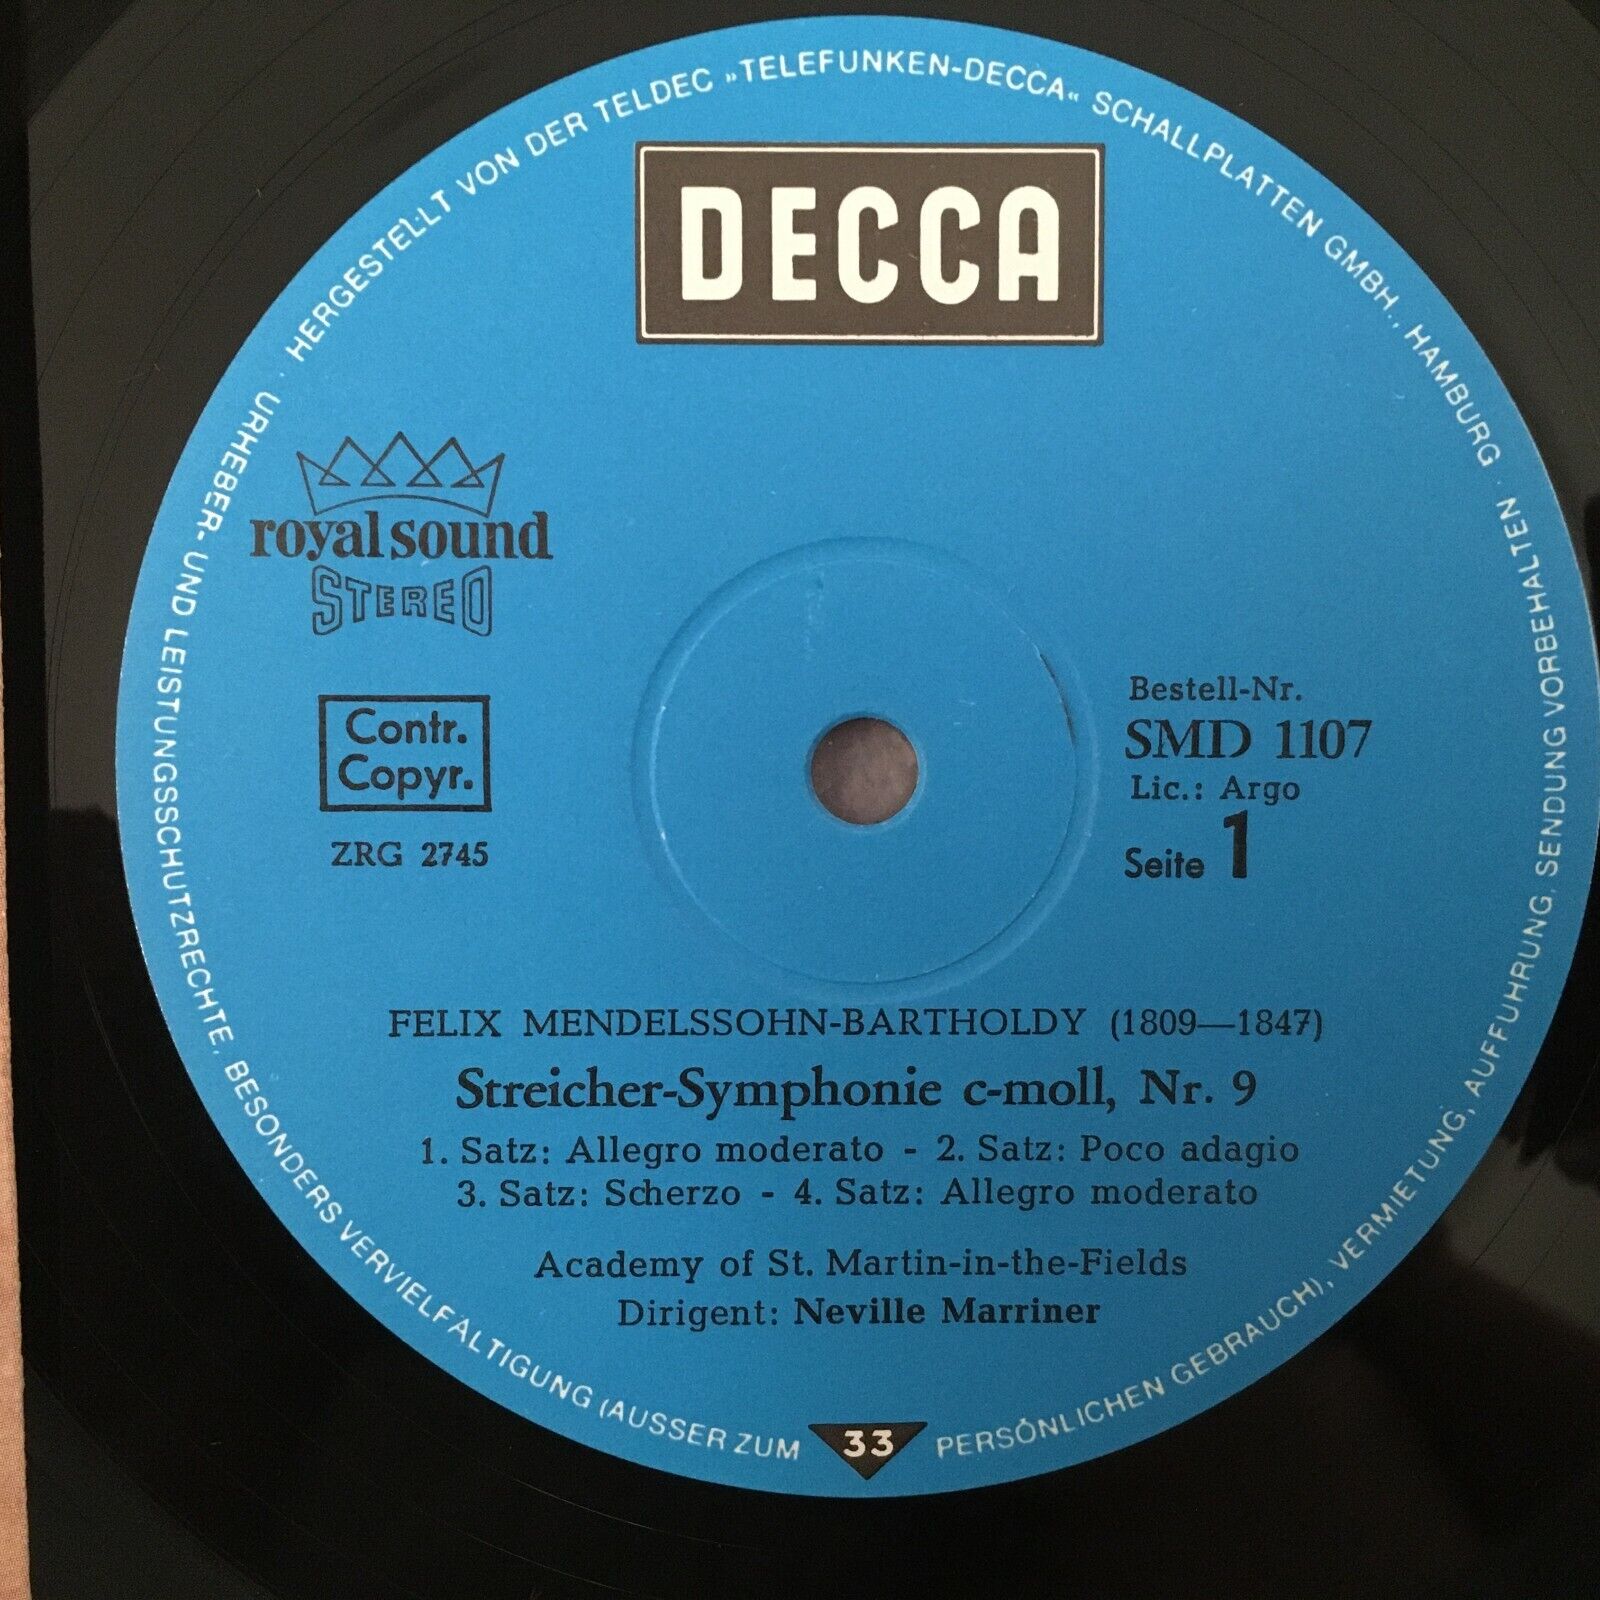 HERGESTELLT VON DER TELDEC »TELEFUNKEN-DECCA« SCHALLPLATTEN GMBH., HAMBURG · URHEBER- UND LEISTUNGSSCHUTZRECHTE, BESONDERS VERVIELFÄLTIGUNG (AUSSER ZUM PERSÖNLICHEN GEBRAUCH), VERMIETUNG, AUFFÜHRUNG, SENDUNG VORBEHALTEN ·
DECCA
royal sound
STEREO
Contr.
Copyr.
ZRG 2745
Bestell-Nr.
SMD 1107
Lic.: Argo
Seite 1
FELIX MENDELSSOHN-BARTHOLDY (1809—1847)
Streicher-Symphonie c-moll, Nr. 9
1. Satz: Allegro moderato - 2. Satz: Poco adagio
3. Satz: Scherzo - 4. Satz: Allegro moderato
Academy of St. Martin-in-the-Fields
Dirigent: Neville Marriner
33